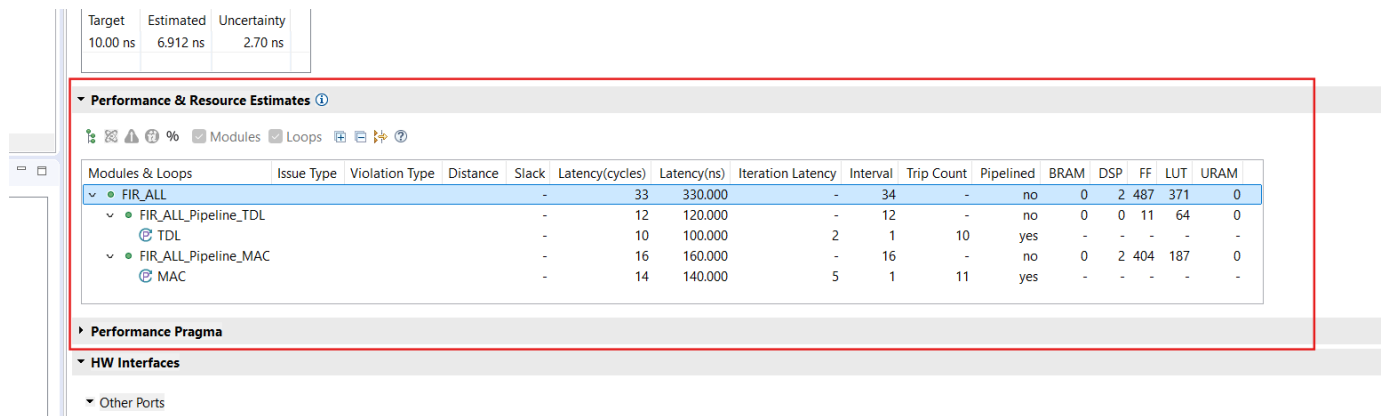 Target Estimated Uncertainty
10.00 ns 6.912 ns 2.70 ns
Performance & Resource Estimates
% Modules Loops
Modules & Loops Issue Type Violation Type Distance Slack Latency(cycles) Latency(ns) Iteration Latency Interval Trip Count Pipelined BRAM DSP FF LUT URAM
FIR_ALL - 33 330.000 - 34 - no 0 2 487 371 0
FIR_ALL_Pipeline_TDL - 12 120.000 - 12 - no 0 0 11 64 0
TDL - 10 100.000 2 1 10 yes - - - - -
FIR_ALL_Pipeline_MAC - 16 160.000 - 16 - no 0 2 404 187 0
MAC - 14 140.000 5 1 11 yes - - - - -
Performance Pragma
HW Interfaces
Other Ports